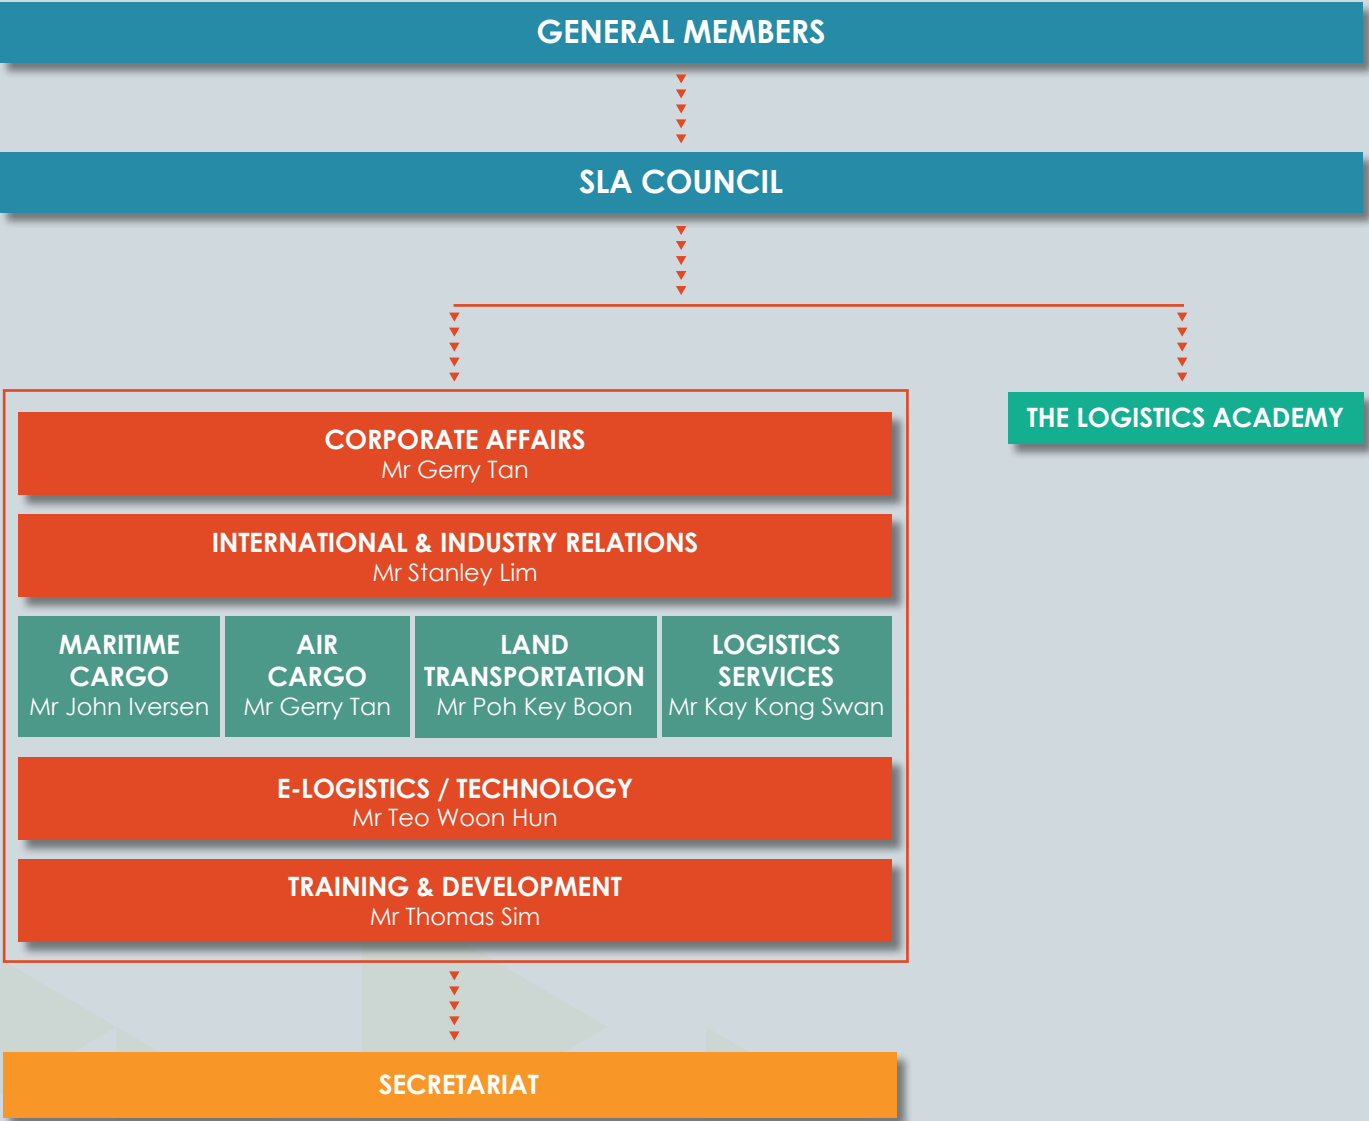 GENERAL MEMBERS
SLA COUNCIL
THE LOGISTICS ACADEMY
CORPORATE AFFAIRS
Mr Gerry Tan
INTERNATIONAL & INDUSTRY RELATIONS
Mr Stanley Lim
MARITIME
CARGO
Mr John Iversen
AIR
CARGO
Mr Gerry Tan
LAND
TRANSPORTATION
Mr Poh Key Boon
LOGISTICS
SERVICES
Mr Kay Kong Swan
E-LOGISTICS / TECHNOLOGY
Mr Teo Woon Hun
TRAINING & DEVELOPMENT
Mr Thomas Sim
SECRETARIAT